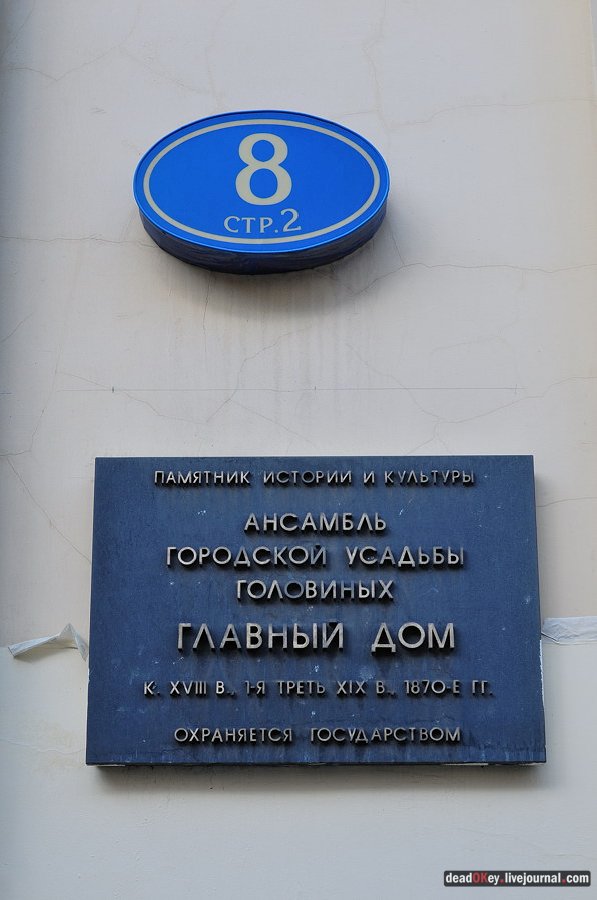 8
СТР.2
ПАМЯТНИК ИСТОРИИ И КУЛЬТУРЫ
АНСАМБЛЬ
ГОРОДСКОЙ УСАДЬБЫ
ГОЛОВИНЫХ
ГЛАВНЫЙ ДОМ
К. XVIII В., 1-Я ТРЕТЬ XIX В., 1870-Е ГГ.
ОХРАНЯЕТСЯ ГОСУДАРСТВОМ
deadOKey.livejournal.com